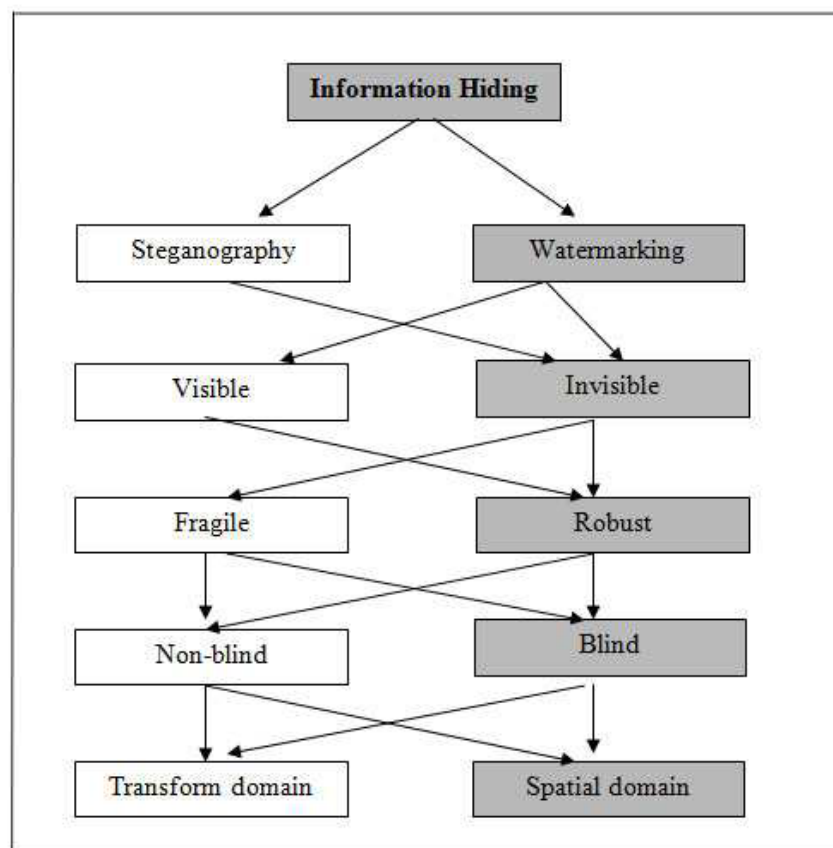 Information Hiding
Steganography
Watermarking
Visible
Invisible
Fragile
Robust
Non-blind
Blind
Transform domain
Spatial domain